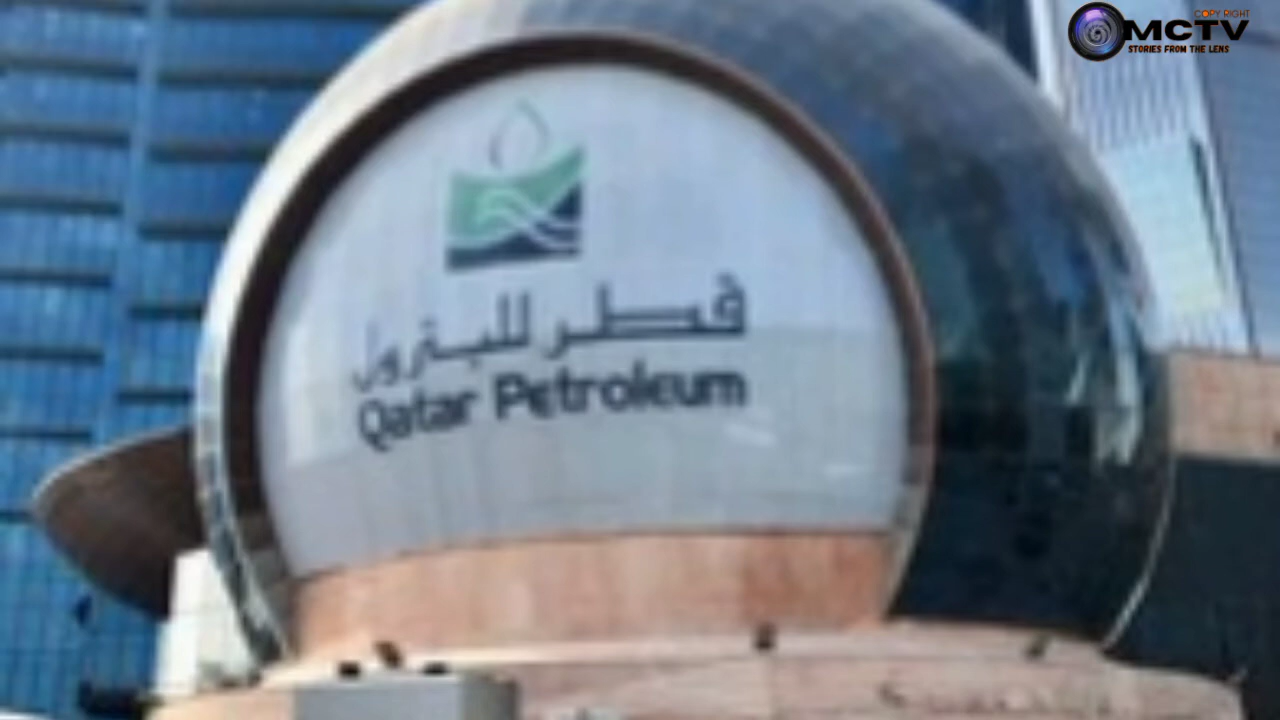 COPY RIGHT
MCTV
STORIES FROM THE LENS
قطر للبترول
Qatar Petroleum